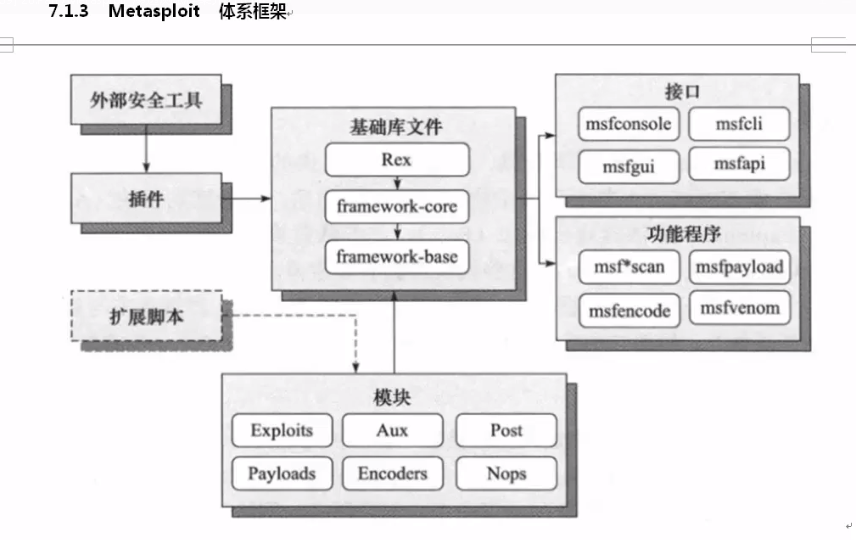 7.1.3 Metasploit 体系框架
外部安全工具
插件
扩展脚本
基础库文件
Rex
framework-core
framework-base
接口
msfconsole msfcli
msfgui msfapi
功能程序
msf*scan msfpayload
msfencode msfvenom
模块
Exploits Aux Post
Payloads Encoders Nops